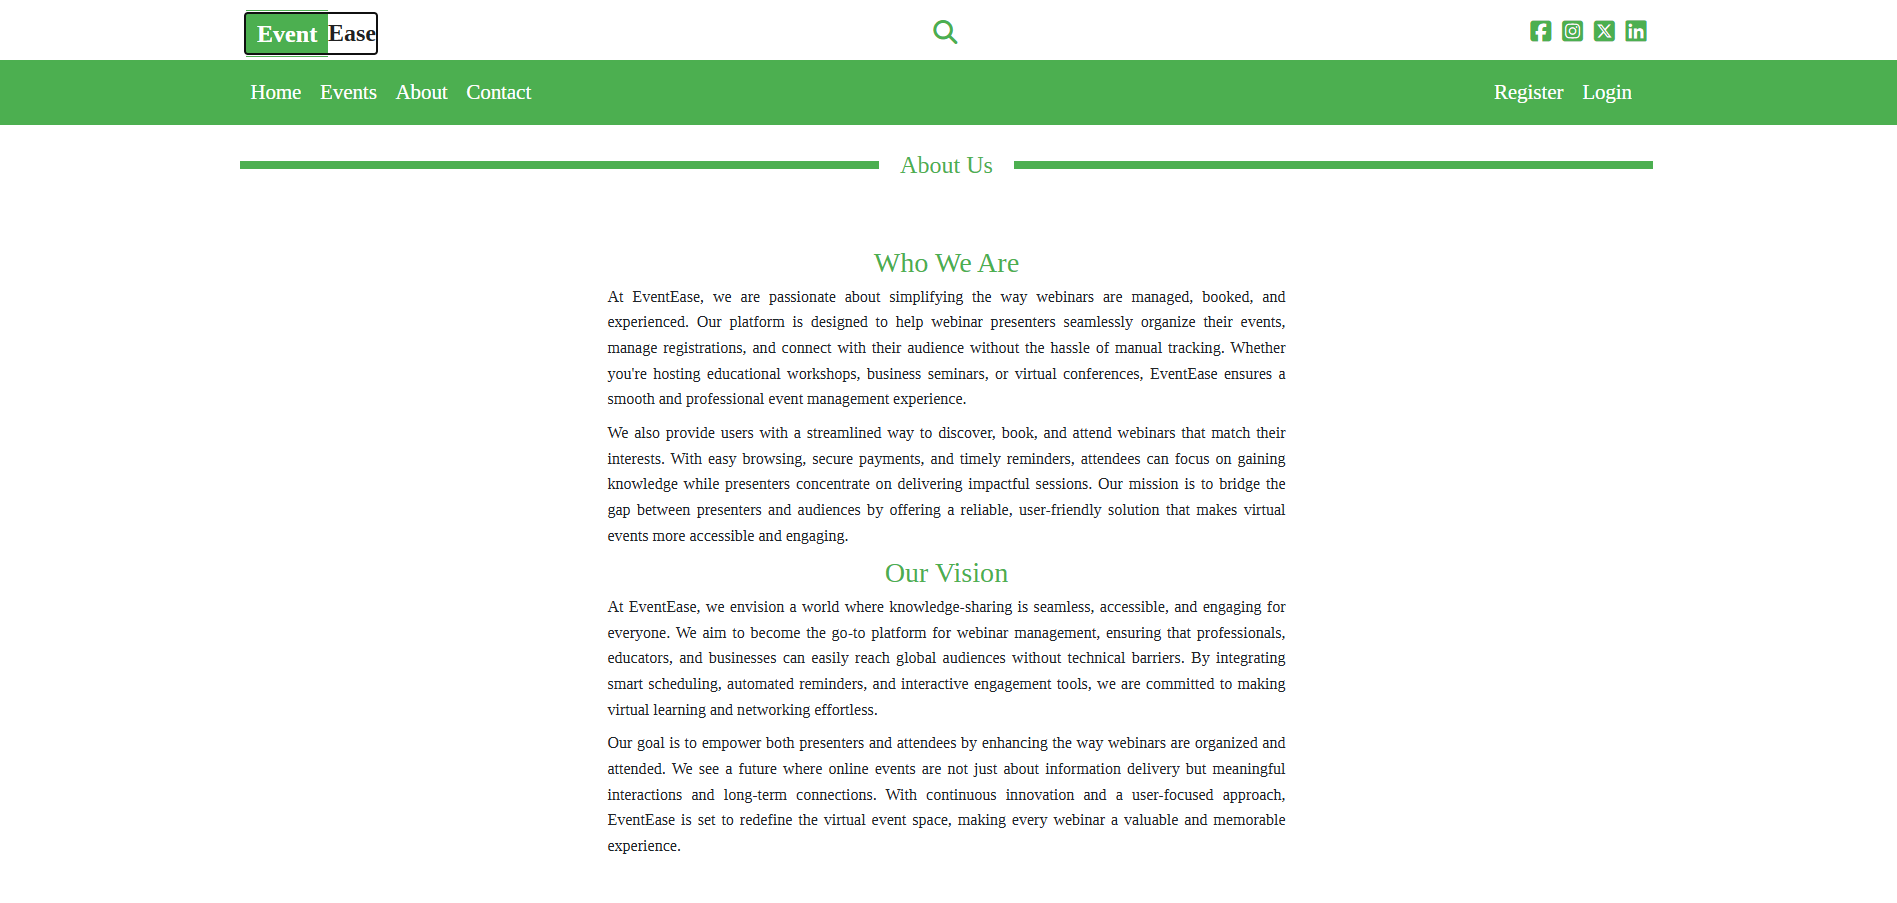 Event Ease
Home Events About Contact Register Login
About Us
Who We Are
At EventEase, we are passionate about simplifying the way webinars are managed, booked, and
experienced. Our platform is designed to help webinar presenters seamlessly organize their events,
manage registrations, and connect with their audience without the hassle of manual tracking. Whether
you're hosting educational workshops, business seminars, or virtual conferences, EventEase ensures a
smooth and professional event management experience.
We also provide users with a streamlined way to discover, book, and attend webinars that match their
interests. With easy browsing, secure payments, and timely reminders, attendees can focus on gaining
knowledge while presenters concentrate on delivering impactful sessions. Our mission is to bridge the
gap between presenters and audiences by offering a reliable, user-friendly solution that makes virtual
events more accessible and engaging.
Our Vision
At EventEase, we envision a world where knowledge-sharing is seamless, accessible, and engaging for
everyone. We aim to become the go-to platform for webinar management, ensuring that professionals,
educators, and businesses can easily reach global audiences without technical barriers. By integrating
smart scheduling, automated reminders, and interactive engagement tools, we are committed to making
virtual learning and networking effortless.
Our goal is to empower both presenters and attendees by enhancing the way webinars are organized and
attended. We see a future where online events are not just about information delivery but meaningful
interactions and long-term connections. With continuous innovation and a user-focused approach,
EventEase is set to redefine the virtual event space, making every webinar a valuable and memorable
experience.